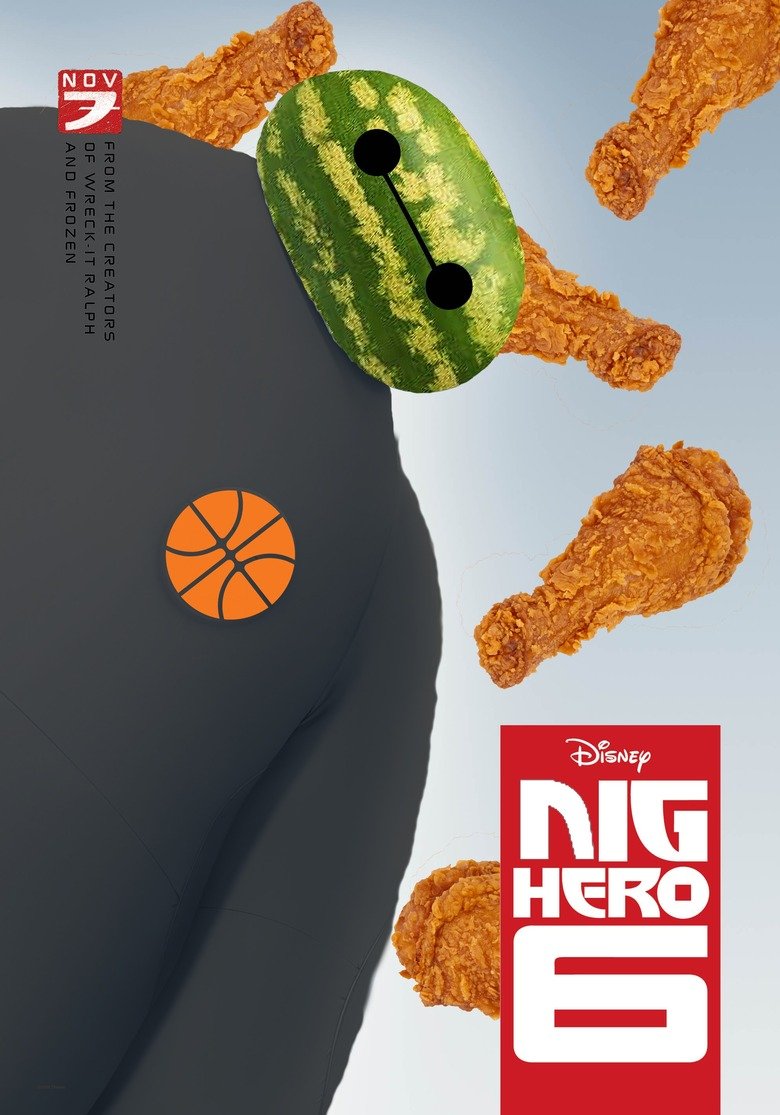 NOV
7
FROM THE CREATORS
OF WRECK-IT RALPH
AND FROZEN
Disney
NIG
HERO
6